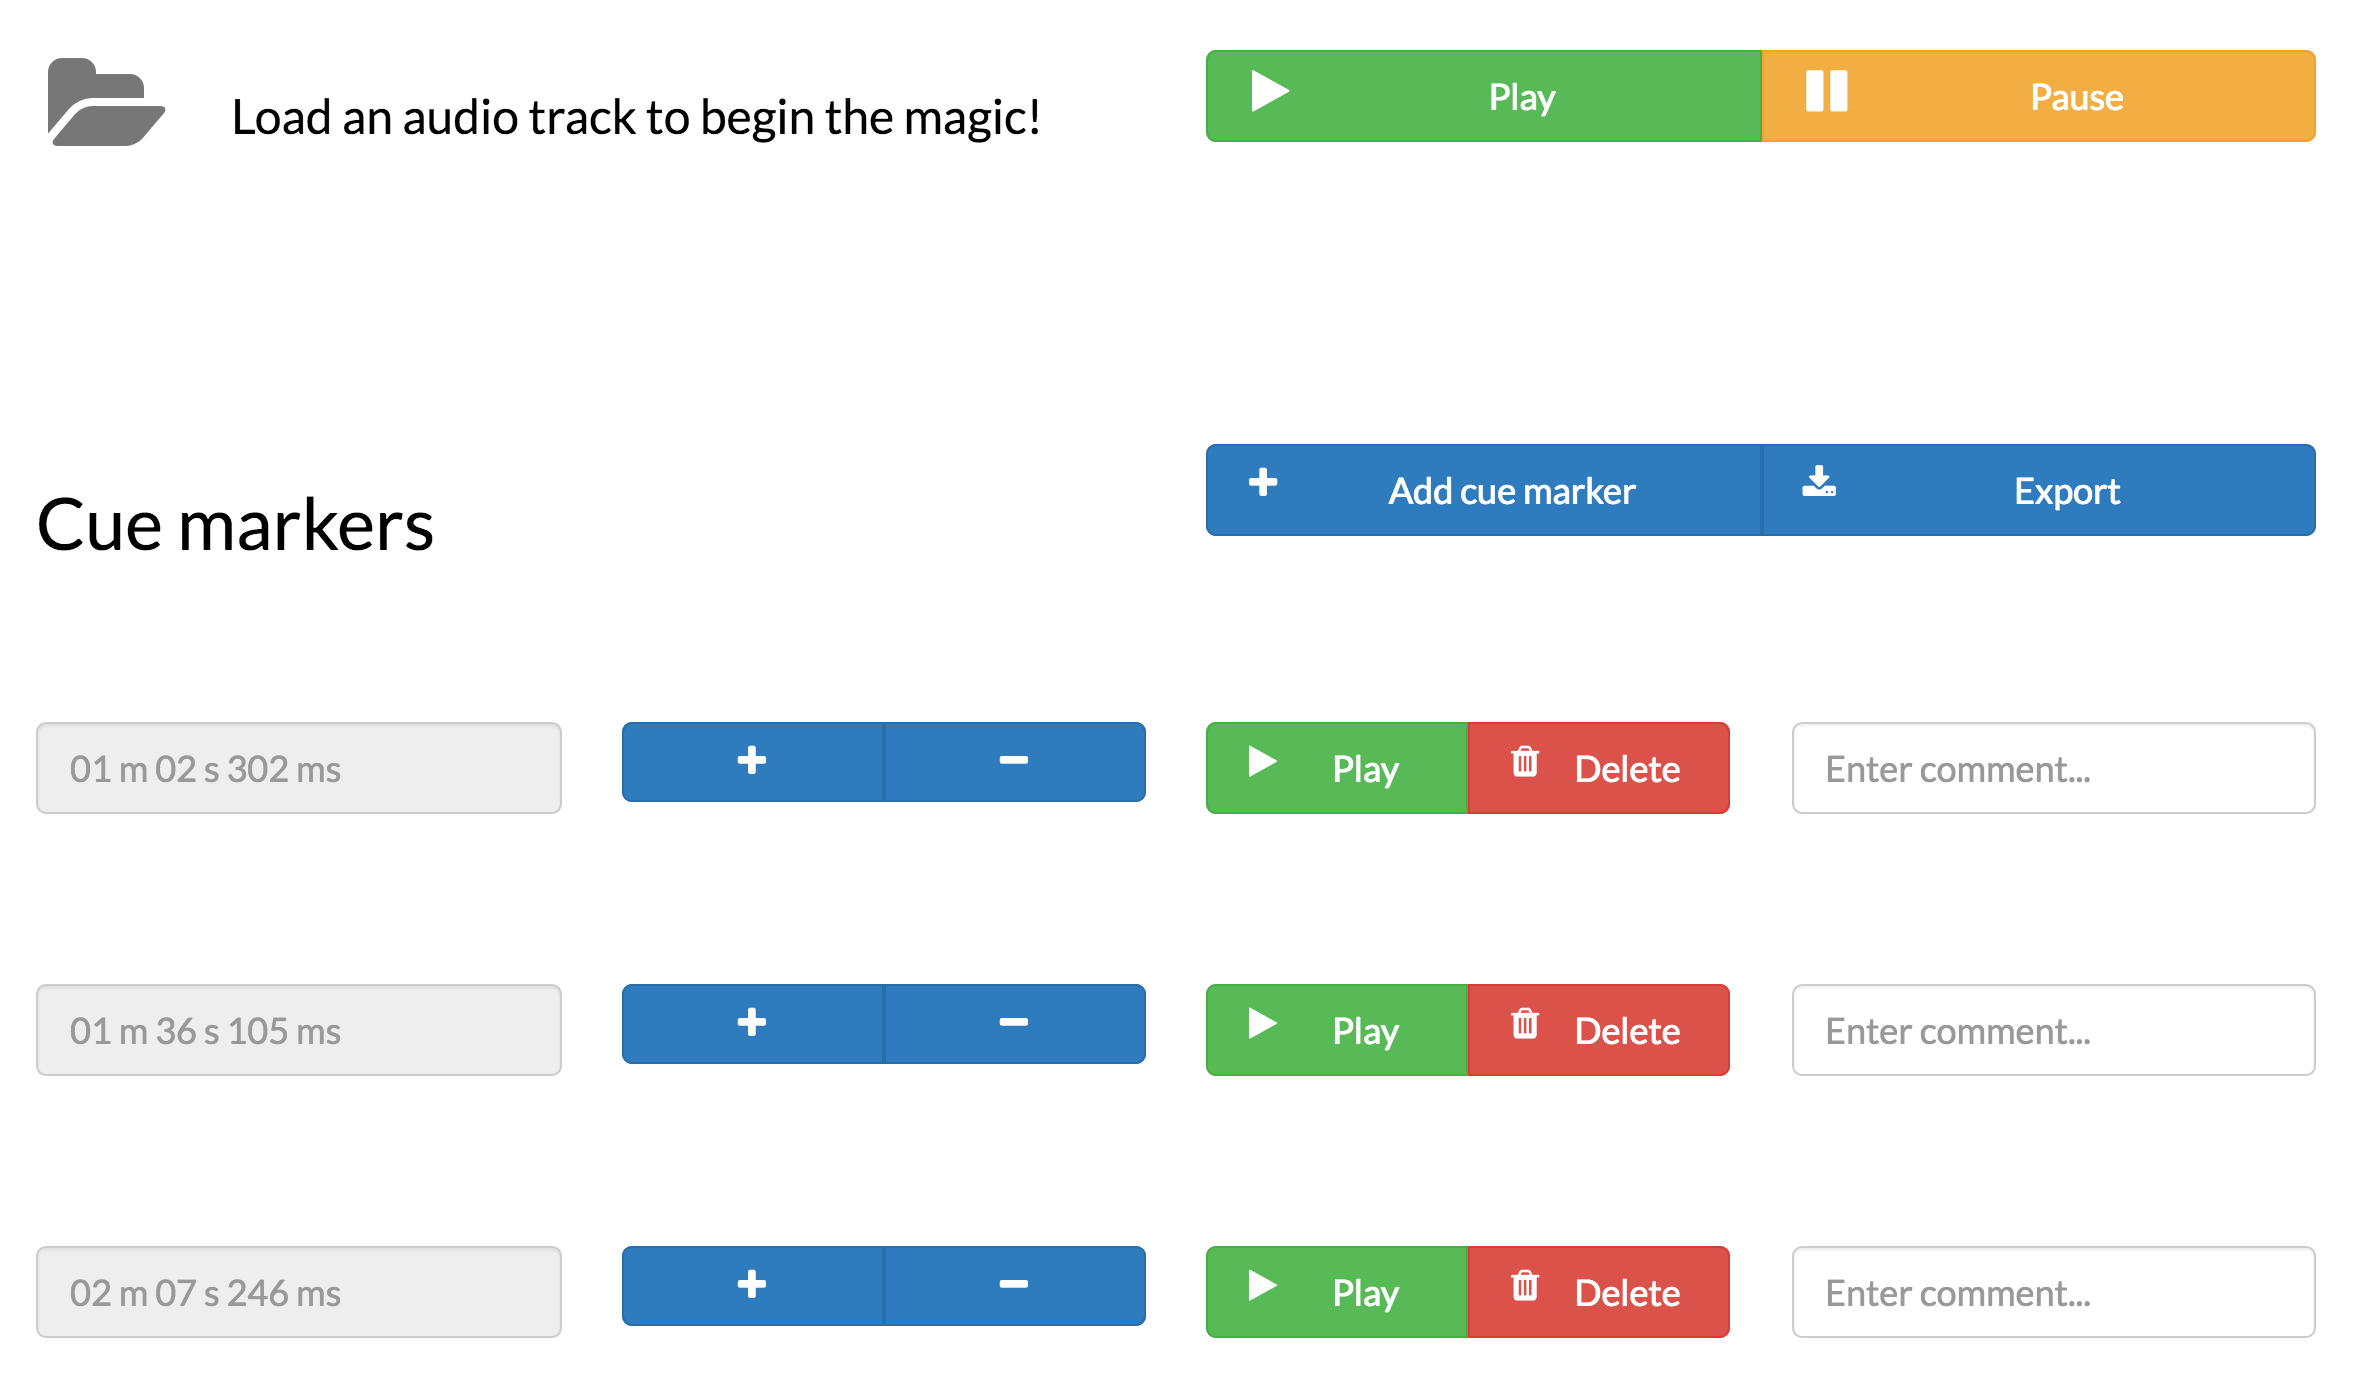 Load an audio track to begin the magic!
Play
Pause
Cue markers
Add cue marker
Export
01 m 02 s 302 ms
Play
Delete
Enter comment...
01 m 36 s 105 ms
Play
Delete
Enter comment...
02 m 07 s 246 ms
Play
Delete
Enter comment...